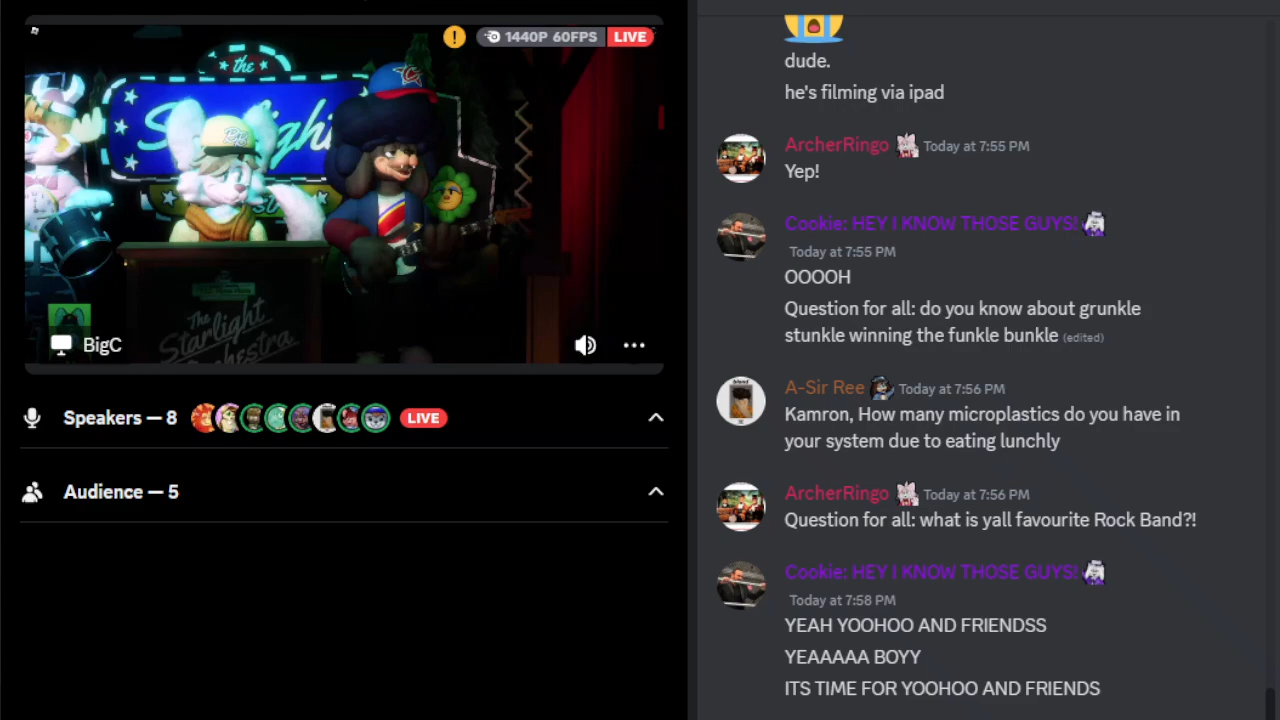 1440P 60FPS
LIVE
the
Starlight
The
Starlight
Orchestra
BigC
Speakers — 8
LIVE
Audience — 5
dude.
he's filming via ipad
ArcherRingo Today at 7:55 PM
Yep!
Cookie: HEY I KNOW THOSE GUYS!
Today at 7:55 PM
OOOOH
Question for all: do you know about grunkle
stunkle winning the funkle bunkle (edited)
A-Sir Ree Today at 7:56 PM
Kamron, How many microplastics do you have in
your system due to eating lunchly
ArcherRingo Today at 7:56 PM
Question for all: what is yall favourite Rock Band?!
Cookie: HEY I KNOW THOSE GUYS!
Today at 7:58 PM
YEAH YOOHOO AND FRIENDSS
YEAAAAA BOYY
ITS TIME FOR YOOHOO AND FRIENDS